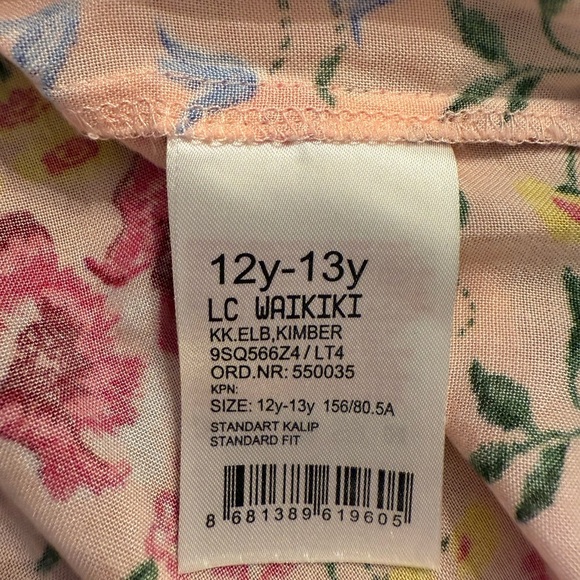 12y-13y
LC WAIKIKI
KK.ELB,KIMBER
9SQ566Z4 / LT4
ORD.NR: 550035
KPN:
SIZE: 12y-13y 156/80.5A
STANDART KALIP
STANDARD FIT
8 681389 619605